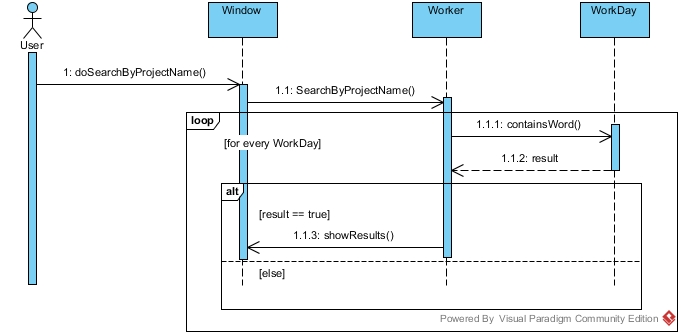 Window
Worker
WorkDay
User
1: doSearchByProjectName()
1.1: SearchByProjectName()
loop
1.1.1: containsWord()
[for every WorkDay]
1.1.2: result
alt
[result == true]
1.1.3: showResults()
[else]
Powered By Visual Paradigm Community Edition